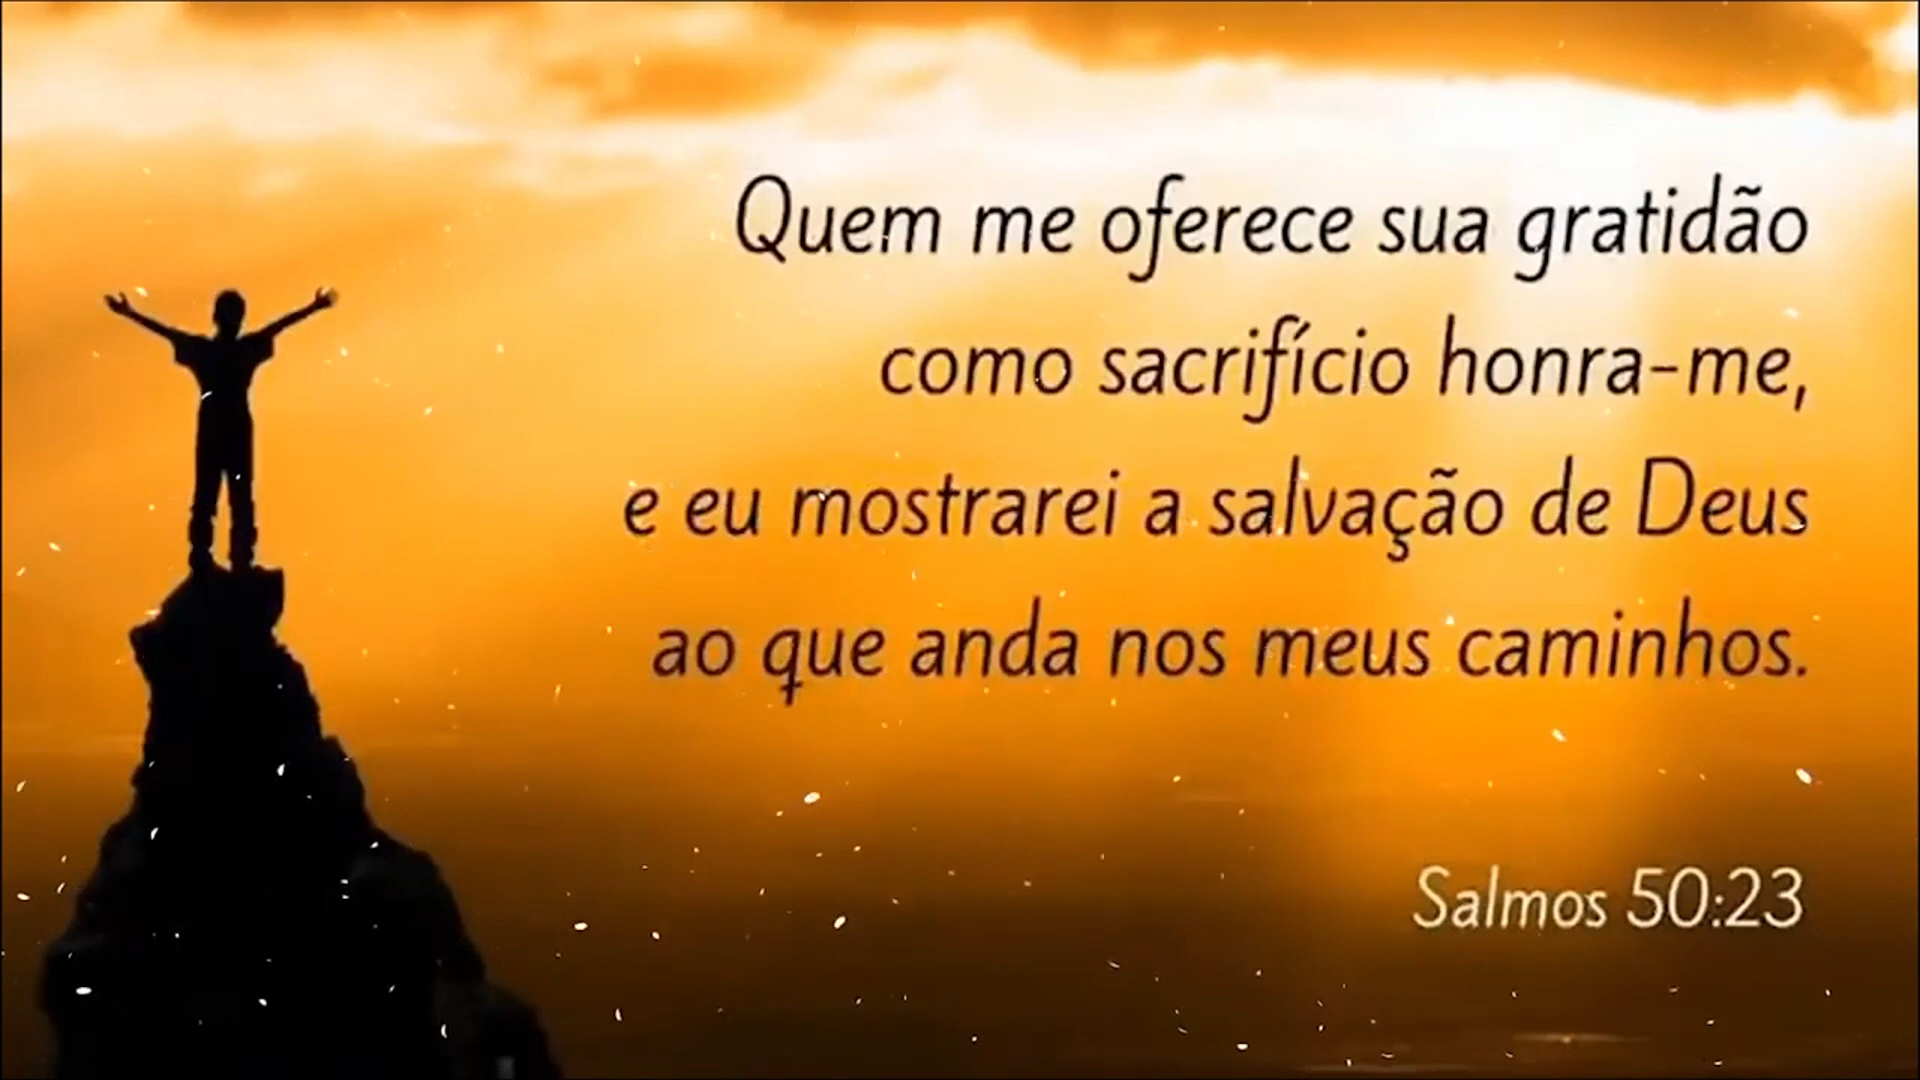 Quem me oferece sua gratidão
como sacrifício honra-me,
e eu mostrarei a salvação de Deus
ao que anda nos meus caminhos.
Salmos 50:23